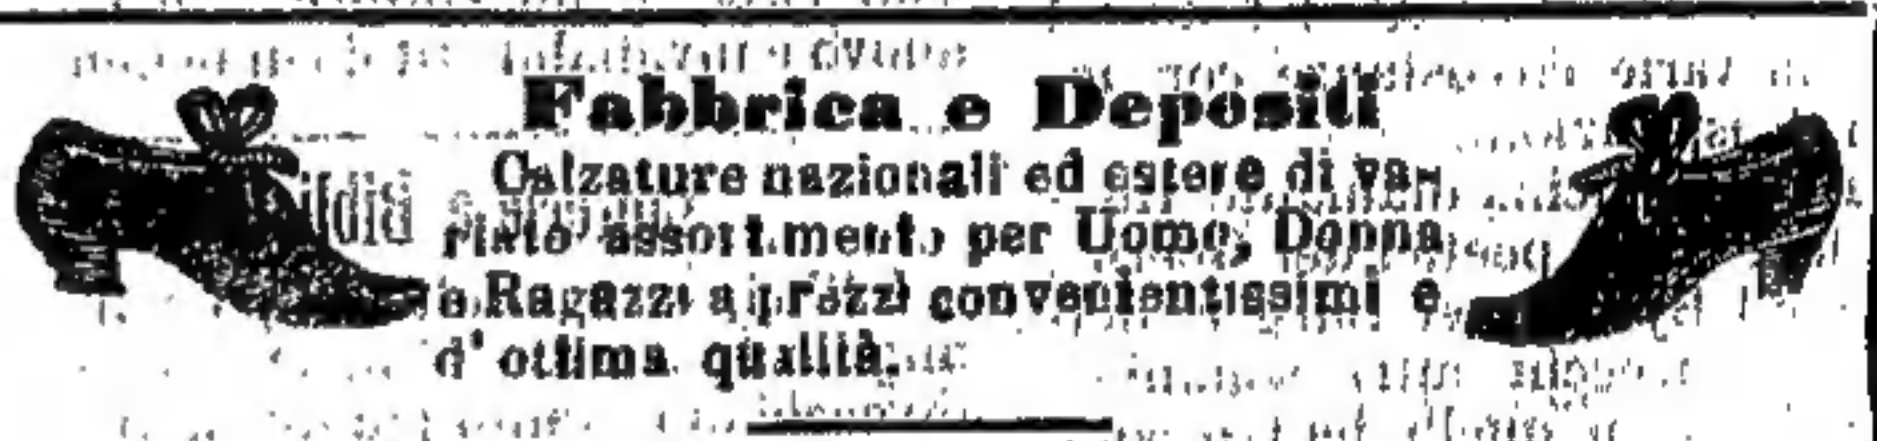 Fabbrica e Depositi
Calzature nazionali ed estere di va-
riato assortimento per Uomo, Donna
e Ragazzi a prezzi convenientissimi e
d'ottima qualità.